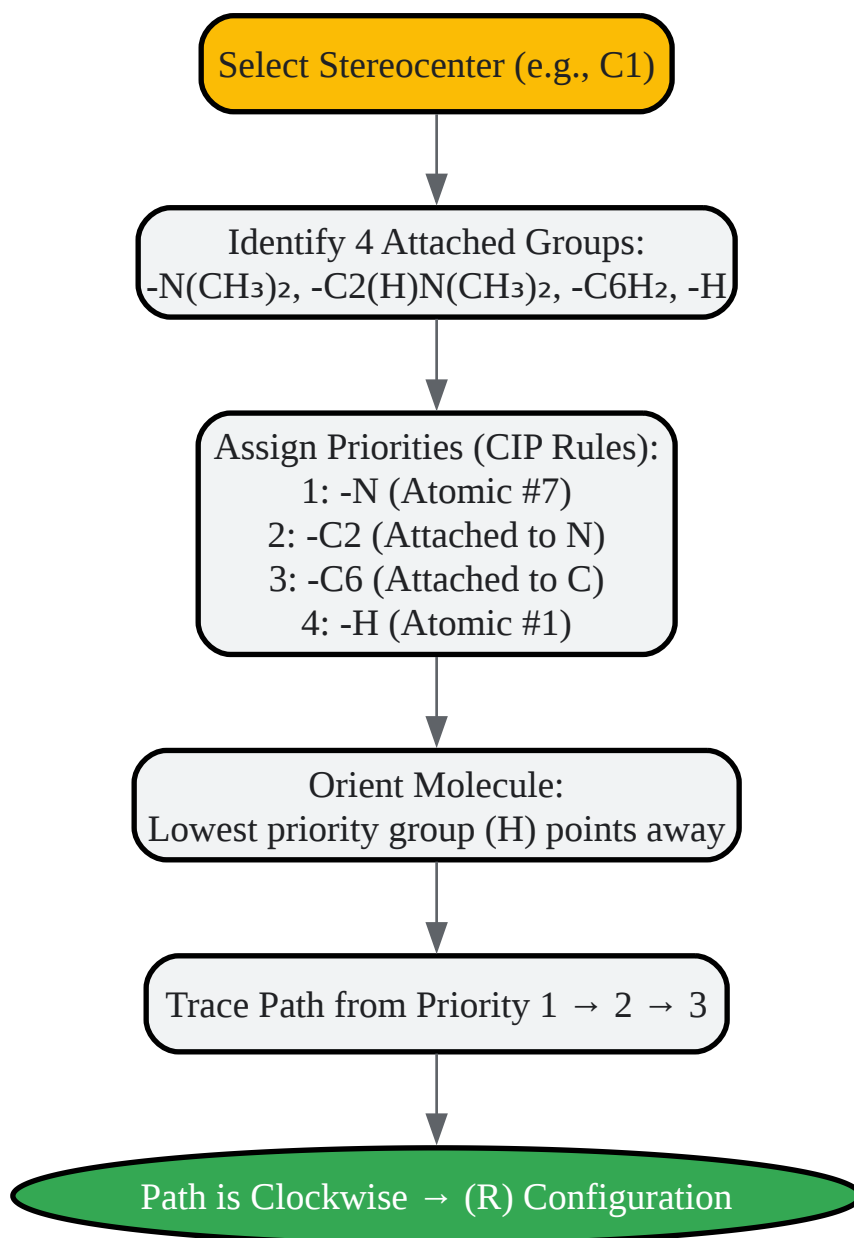 Select Stereocenter (e.g., C1)
Identify 4 Attached Groups:
-N(CH₃)₂, -C2(H)N(CH₃)₂, -C6H₂, -H
Assign Priorities (CIP Rules):
1: -N (Atomic #7)
2: -C2 (Attached to N)
3: -C6 (Attached to C)
4: -H (Atomic #1)
Orient Molecule:
Lowest priority group (H) points away
Trace Path from Priority 1 → 2 → 3
Path is Clockwise → (R) Configuration